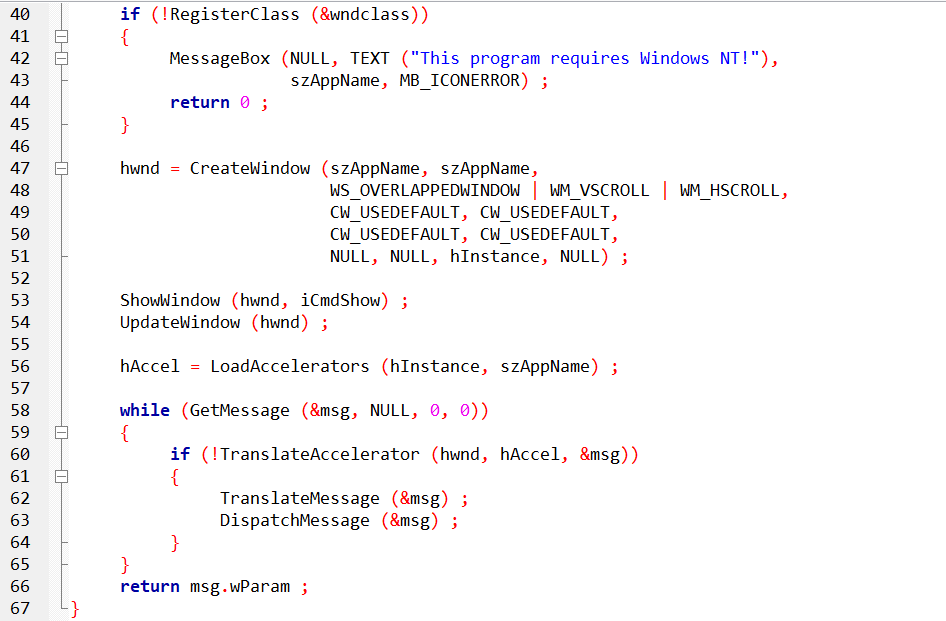 40 if (!RegisterClass (&wndclass))
41 {
42 MessageBox (NULL, TEXT ("This program requires Windows NT!"),
43 szAppName, MB_ICONERROR) ;
44 return 0 ;
45 }
46
47 hwnd = CreateWindow (szAppName, szAppName,
48 WS_OVERLAPPEDWINDOW | WM_VSCROLL | WM_HSCROLL,
49 CW_USEDEFAULT, CW_USEDEFAULT,
50 CW_USEDEFAULT, CW_USEDEFAULT,
51 NULL, NULL, hInstance, NULL) ;
52
53 ShowWindow (hwnd, iCmdShow) ;
54 UpdateWindow (hwnd) ;
55
56 hAccel = LoadAccelerators (hInstance, szAppName) ;
57
58 while (GetMessage (&msg, NULL, 0, 0))
59 {
60 if (!TranslateAccelerator (hwnd, hAccel, &msg))
61 {
62 TranslateMessage (&msg) ;
63 DispatchMessage (&msg) ;
64 }
65 }
66 return msg.wParam ;
67 }